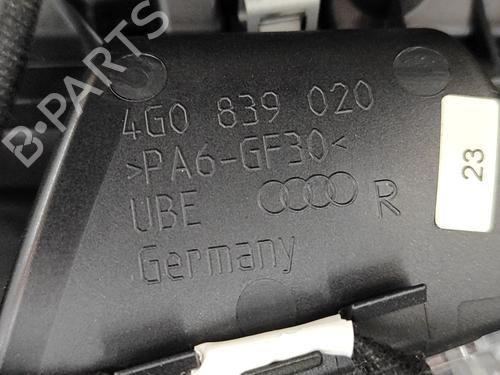 B-PARTS
4G0 839 020
>PA6-GF30<
UBE R
Germany
23